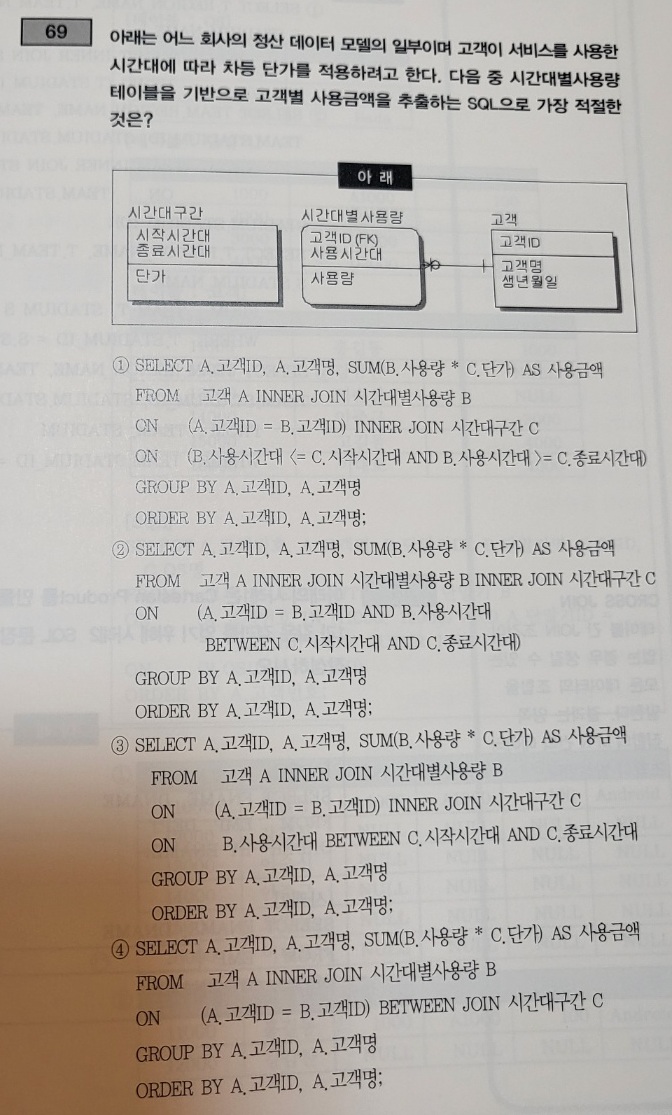 69
아래는 어느 회사의 정산 데이터 모델의 일부이며 고객이 서비스를 사용한
시간대에 따라 차등 단가를 적용하려고 한다. 다음 중 시간대별사용량
테이블을 기반으로 고객별 사용금액을 추출하는 SQL으로 가장 적절한
것은?
아 래
시간대구간
시작시간대
종료시간대
단가
시간대별사용량
고객ID (FK)
사용시간대
사용량
고객
고객ID
고객명
생년월일
① SELECT A.고객ID, A.고객명, SUM(B.사용량 * C.단가) AS 사용금액
FROM 고객 A INNER JOIN 시간대별사용량 B
ON (A.고객ID = B.고객ID) INNER JOIN 시간대구간 C
ON (B.사용시간대 <= C.시작시간대 AND B.사용시간대 >= C.종료시간대)
GROUP BY A.고객ID, A.고객명
ORDER BY A.고객ID, A.고객명;
② SELECT A.고객ID, A.고객명, SUM(B.사용량 * C.단가) AS 사용금액
FROM 고객 A INNER JOIN 시간대별사용량 B INNER JOIN 시간대구간 C
ON (A.고객ID = B.고객ID AND B.사용시간대
BETWEEN C.시작시간대 AND C.종료시간대)
GROUP BY A.고객ID, A.고객명
ORDER BY A.고객ID, A.고객명;
③ SELECT A.고객ID, A.고객명, SUM(B.사용량 * C.단가) AS 사용금액
FROM 고객 A INNER JOIN 시간대별사용량 B
ON (A.고객ID = B.고객ID) INNER JOIN 시간대구간 C
ON B.사용시간대 BETWEEN C.시작시간대 AND C.종료시간대
GROUP BY A.고객ID, A.고객명
ORDER BY A.고객ID, A.고객명;
④ SELECT A.고객ID, A.고객명, SUM(B.사용량 * C.단가) AS 사용금액
FROM 고객 A INNER JOIN 시간대별사용량 B
ON (A.고객ID = B.고객ID) BETWEEN JOIN 시간대구간 C
GROUP BY A.고객ID, A.고객명
ORDER BY A.고객ID, A.고객명;